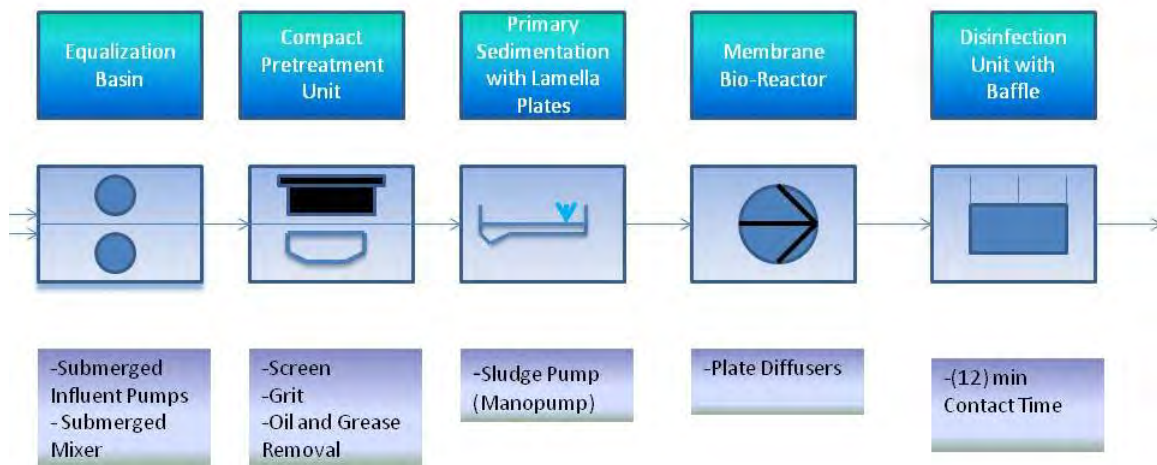 Equalization
Basin
Compact
Pretreatment
Unit
Primary
Sedimentation
with Lamella
Plates
Membrane
Bio-Reactor
Disinfection
Unit with
Baffle
-Submerged
Influent Pumps
- Submerged
Mixer
-Screen
-Grit
-Oil and Grease
Removal
-Sludge Pump
(Manopump)
-Plate Diffusers
-(12) min
Contact Time